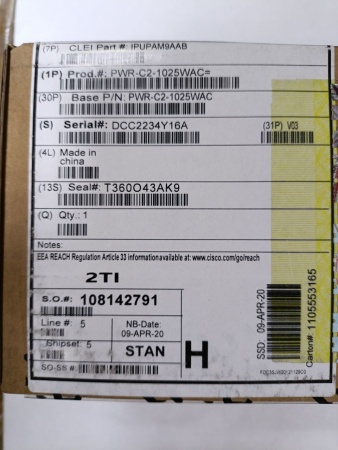 (7P) CLEI Part #: IPUPAM9AAB
(1P) Prod.#: PWR-C2-1025WAC=
(30P) Base P/N: PWR-C2-1025WAC
(S) Serial#: DCC2234Y16A
(31P) V03
(4L) Made in
china
(13S) Seal#: T360O43AK9
(Q) Qty.: 1
Notes:
EEA REACH Regulation Article 33 information available at: www.cisco.com/go/reach
2TI
S.O.#: 108142791
Line #: 5
NB-Date:
09-APR-20
Shipset: 5
STAN
SO-SS #
H
SSD: 09-APR-20
Carton#: 1105553165